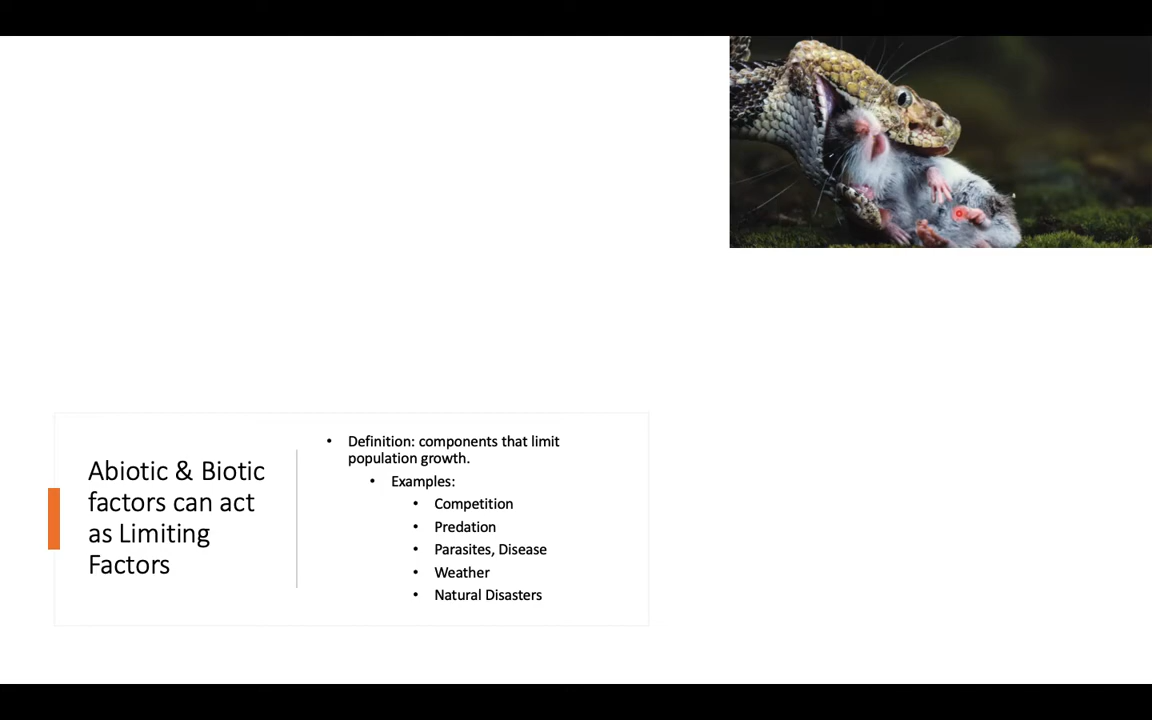 Abiotic & Biotic
factors can act
as Limiting
Factors
• Definition: components that limit
population growth.
• Examples:
• Competition
• Predation
• Parasites, Disease
• Weather
• Natural Disasters